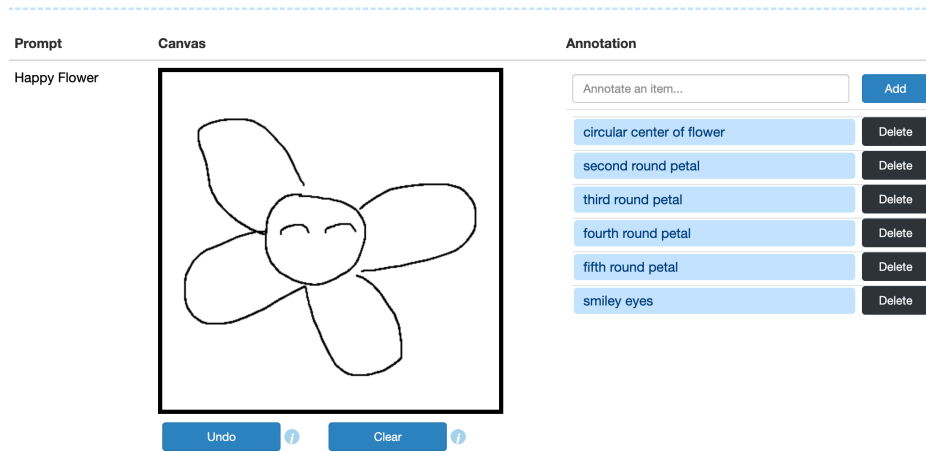 Prompt Canvas Annotation
Happy Flower
Annotate an item... Add
circular center of flower Delete
second round petal Delete
third round petal Delete
fourth round petal Delete
fifth round petal Delete
smiley eyes Delete
Undo i Clear i